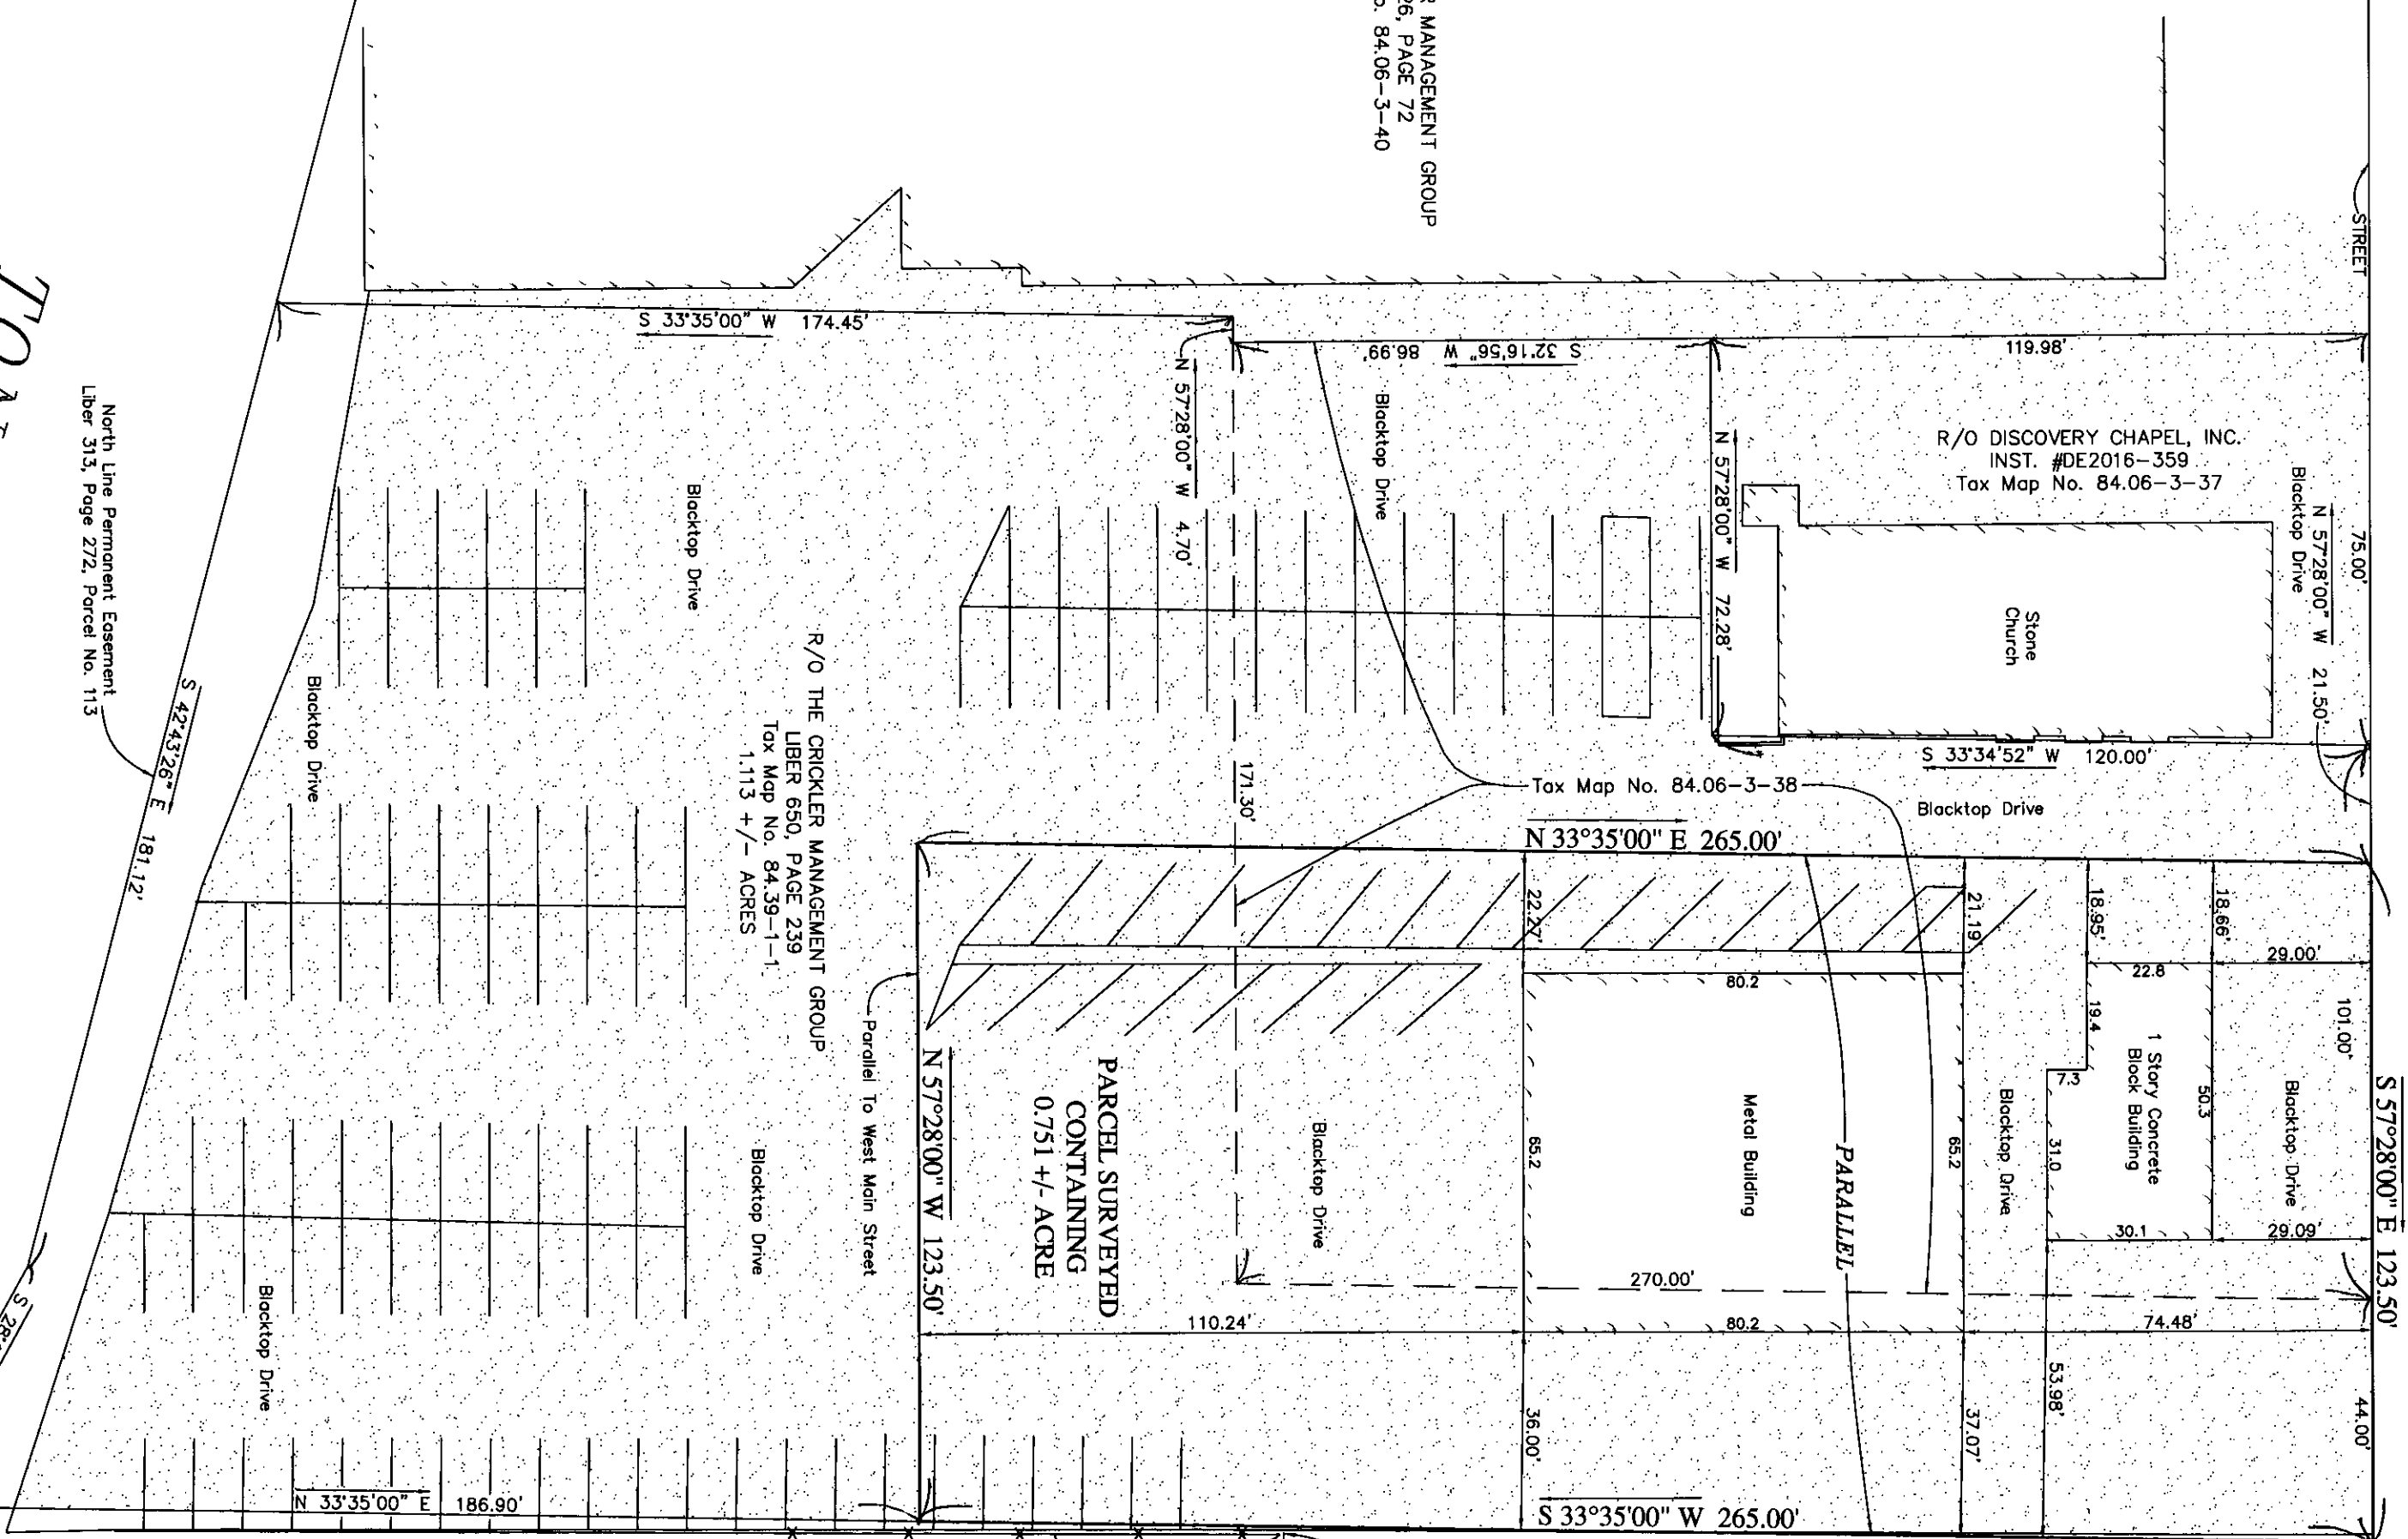 R MANAGEMENT GROUP
26, PAGE 72
o. 84.06-3-40
STREET
S 33°35'00" W 174.45'
N 57°28'00" W 4.70'
S 32°16'56" W 86.99'
119.98'
Blacktop Drive
N 57°28'00" W 72.28'
R/O DISCOVERY CHAPEL, INC.
INST. #DE2016-359
Tax Map No. 84.06-3-37
Blacktop Drive
N 57°28'00" W 21.50'
75.00'
Stone
Church
S 33°34'52" W 120.00'
Tax Map No. 84.06-3-38
Blacktop Drive
171.30'
N 33°35'00" E 265.00'
North Line Permanent Easement
Liber 313, Page 272, Parcel No. 113
S 42°43'26" E 181.12'
Blacktop Drive
Blacktop Drive
R/O THE CRICKLER MANAGEMENT GROUP
LIBER 650, PAGE 239
Tax Map No. 84.39-1-1
1.113 +/- ACRES
Parallel To West Main Street
N 57°28'00" W 123.50'
PARCEL SURVEYED
CONTAINING
0.751 +/- ACRE
22.27'
21.19'
18.95'
18.66'
29.00'
22.8
80.2
19.4
101.00'
7.3
1 Story Concrete
Block Building
50.3
Blacktop Drive
S 57°28'00" E 123.50'
Blacktop Drive
Metal Building
Blacktop Drive
31.0
65.2
65.2
PARALLEL
30.1
29.09'
270.00'
110.24'
80.2
74.48'
53.98'
44.00'
36.00'
37.07'
Blacktop Drive
Blacktop Drive
N 33°35'00" E 186.90'
S 33°35'00" W 265.00'
S 28°